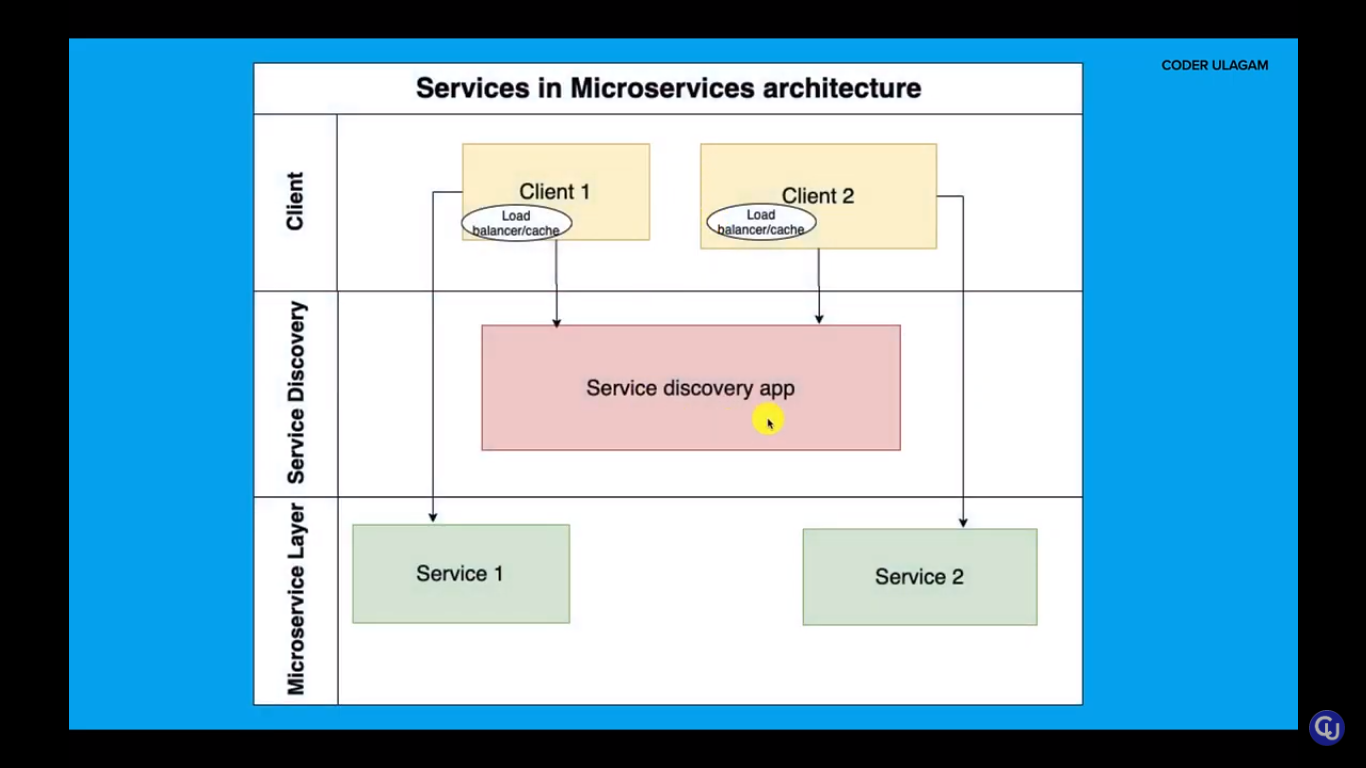 CODER ULAGAM
Services in Microservices architecture
Client
Client 1
Load
balancer/cache
Client 2
Load
balancer/cache
Service Discovery
Service discovery app
Microservice Layer
Service 1
Service 2
CU